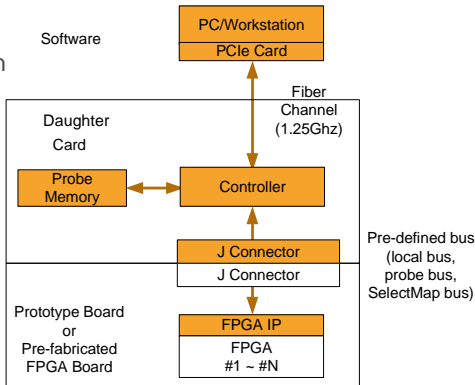 Software
PC/Workstation
PCIe Card
n
Fiber
Channel
(1.25Ghz)
Daughter
Card
Probe
Memory
Controller
J Connector
J Connector
Pre-defined bus
(local bus,
probe bus,
SelectMap bus)
Prototype Board
or
Pre-fabricated
FPGA Board
FPGA IP
FPGA
#1 ~ #N